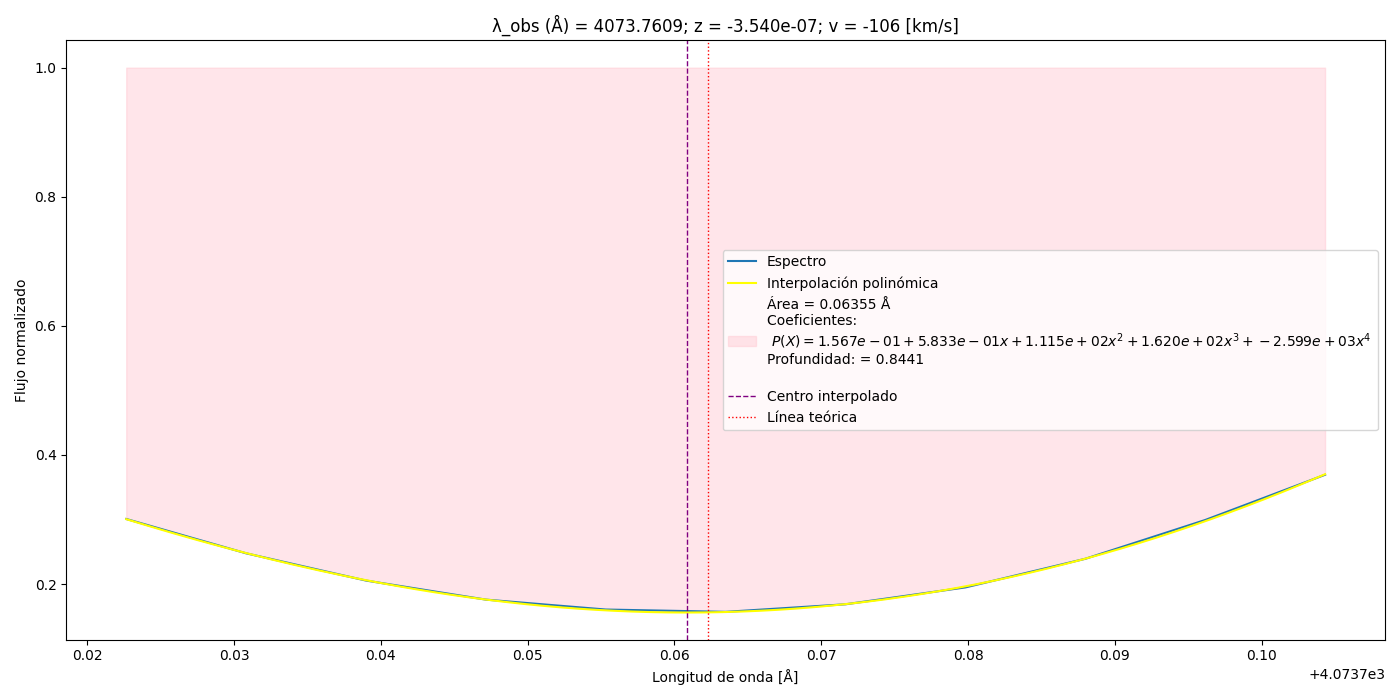 λ_obs (Å) = 4073.7609; z = -3.540e-07; v = -106 [km/s]
Flujo normalizado
1.0
0.8
0.6
0.4
0.2
Espectro
Interpolación polinómica
Área = 0.06355 Å
Coeficientes:
P(X) = 1.567e − 01 + 5.833e − 01x + 1.115e + 02x² + 1.620e + 02x³ + −2.599e + 03x⁴
Profundidad: = 0.8441
Centro interpolado
Línea teórica
0.02 0.03 0.04 0.05 0.06 0.07 0.08 0.09 0.10
+4.0737e3
Longitud de onda [Å]